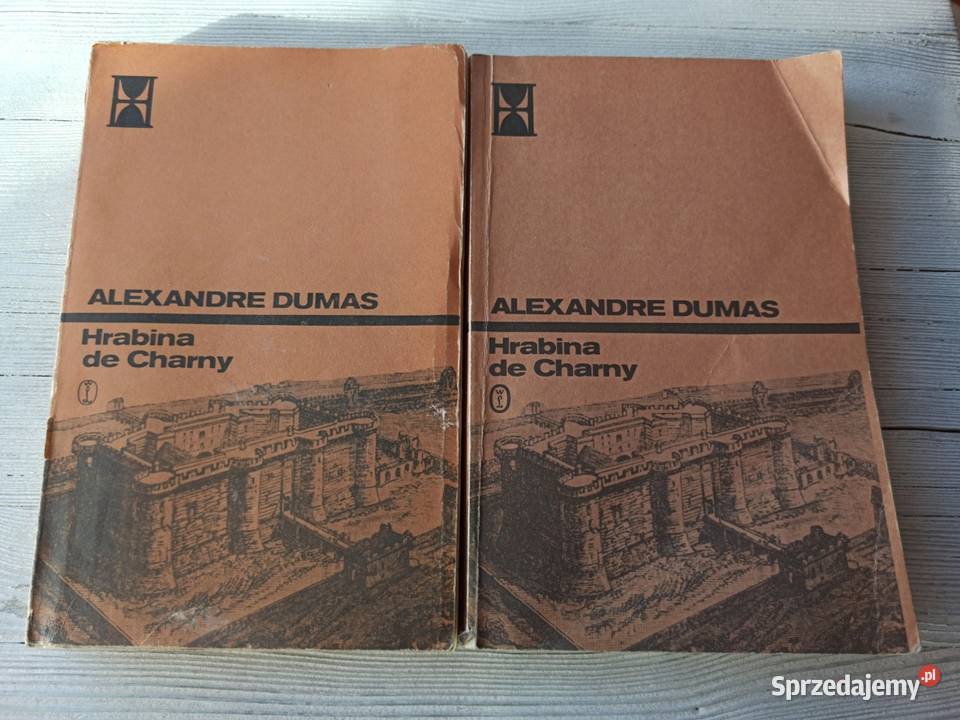 ALEXANDRE DUMAS
Hrabina
de Charny
ALEXANDRE DUMAS
Hrabina
de Charny
Sprzedajemy.pl